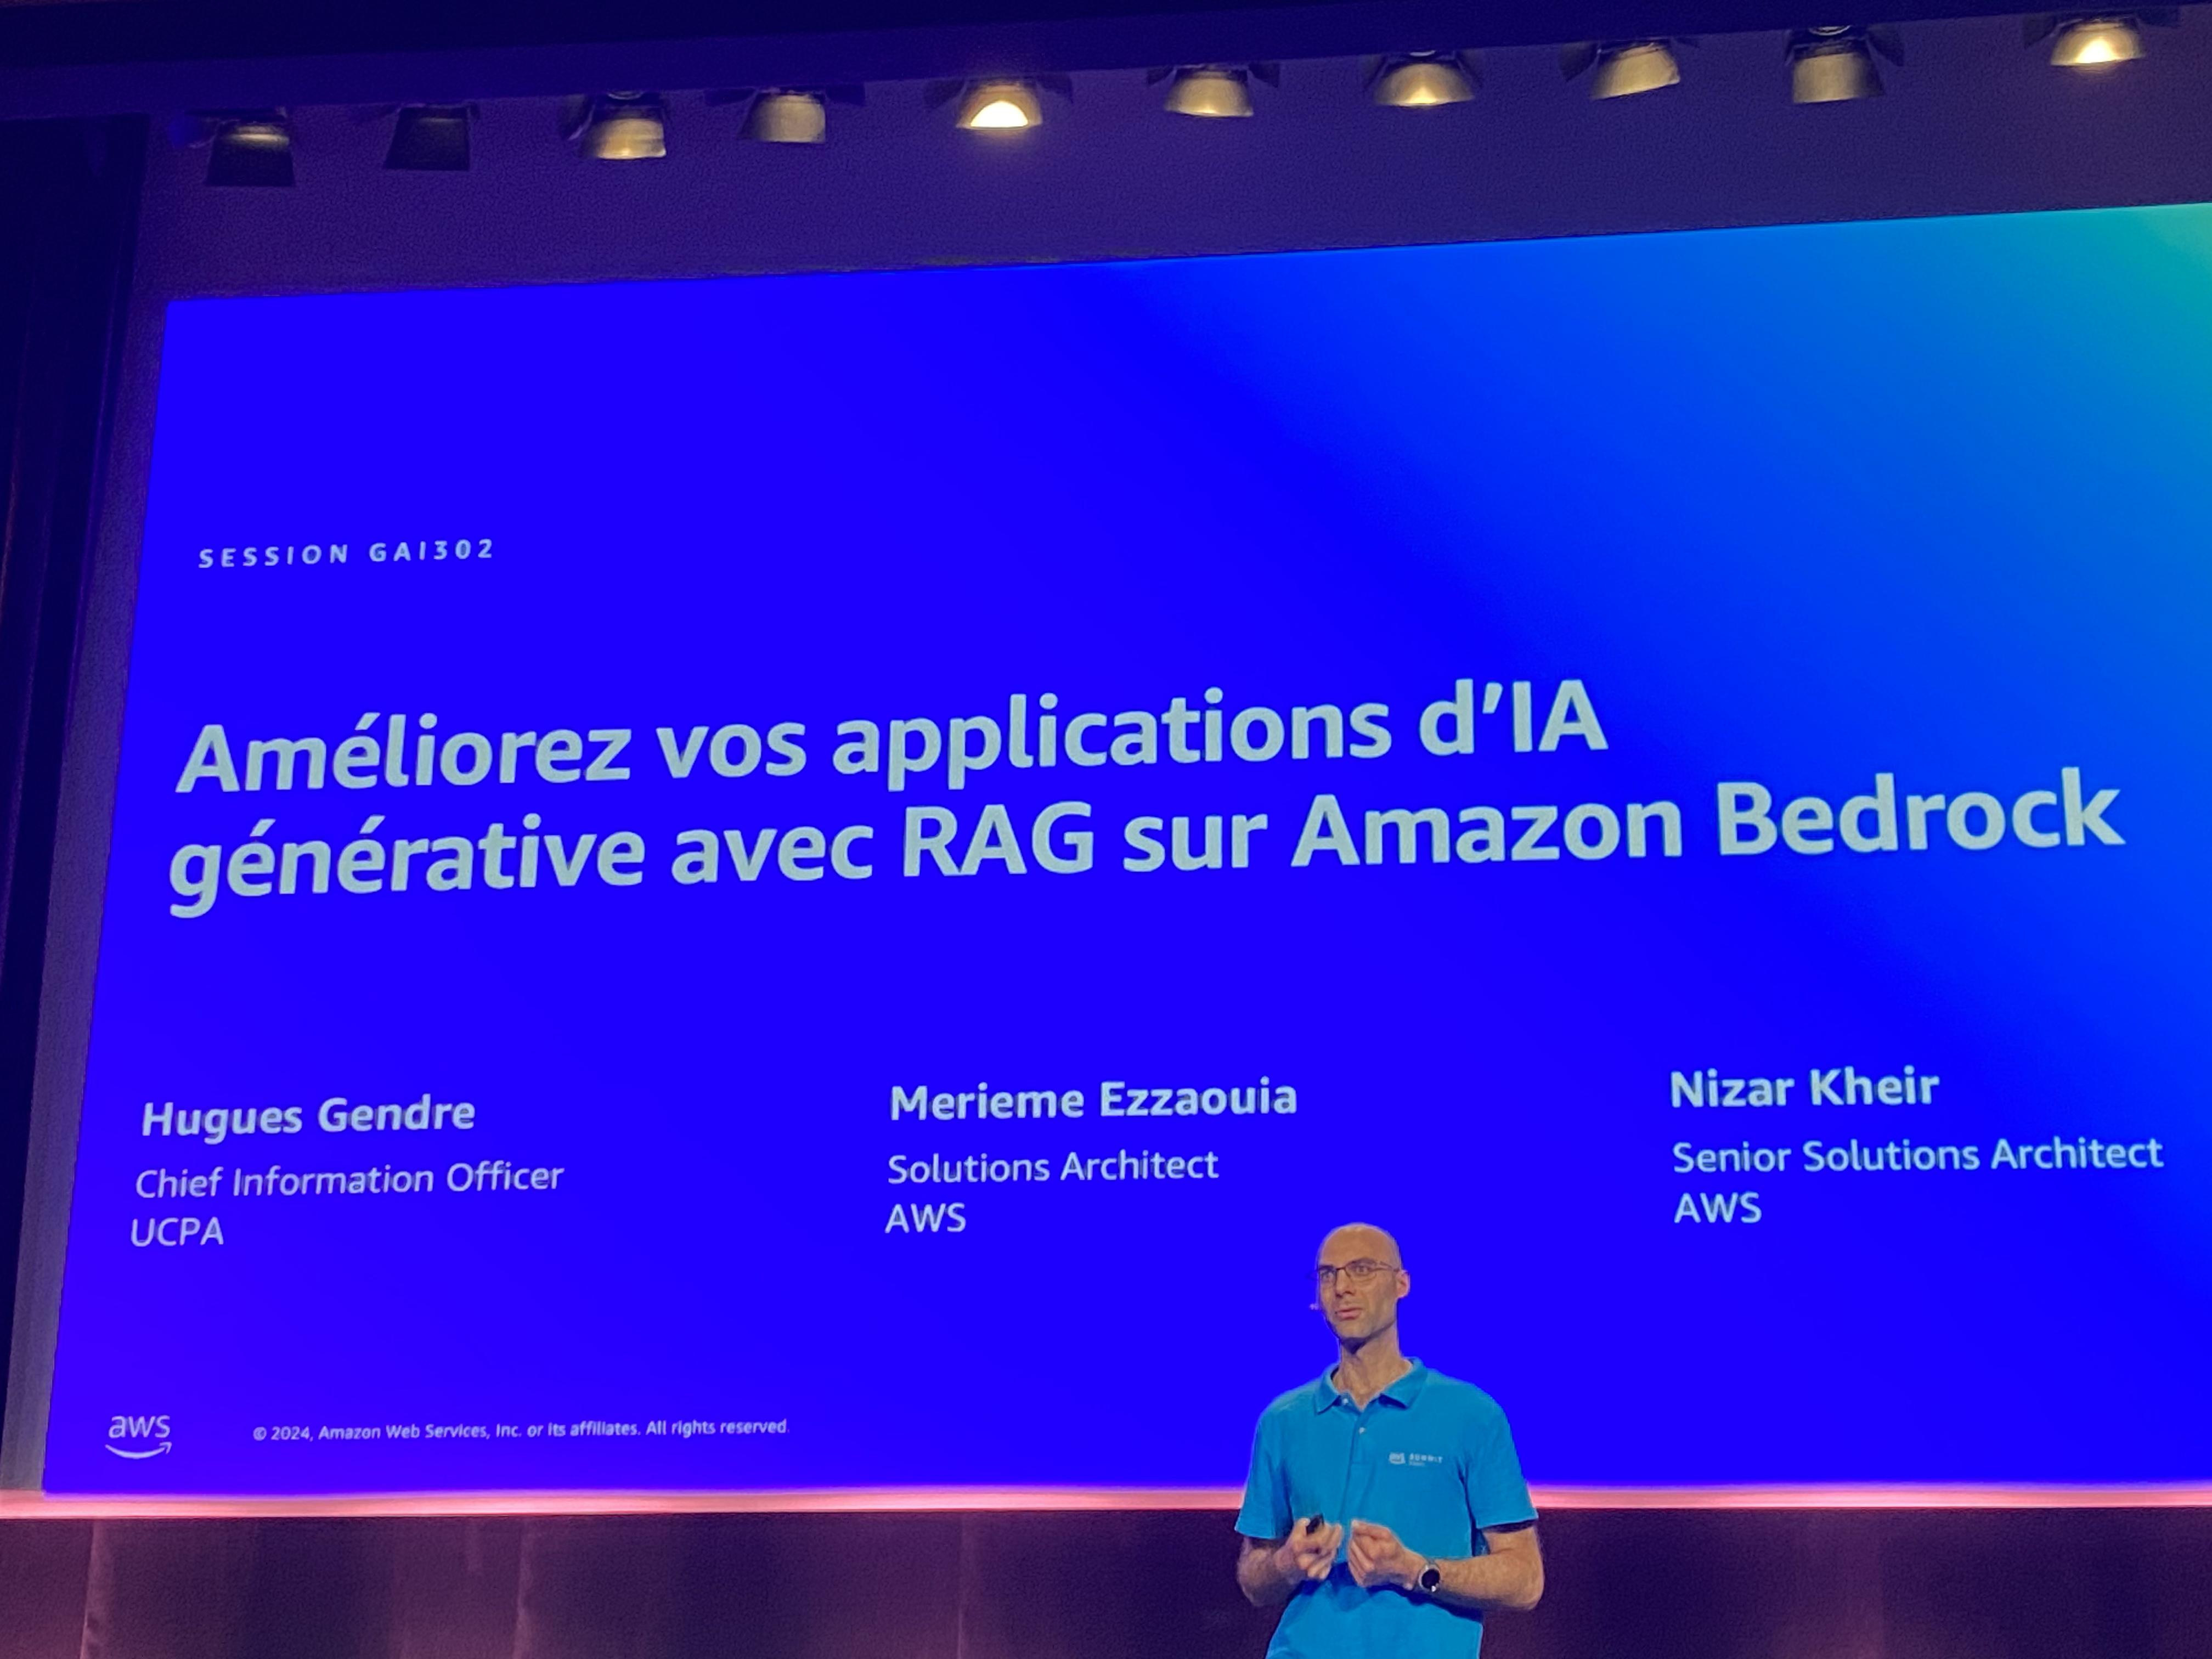 SESSION GAI302
Améliorez vos applications d’IA
générative avec RAG sur Amazon Bedrock
Hugues Gendre
Chief Information Officer
UCPA
Merieme Ezzaouia
Solutions Architect
AWS
Nizar Kheir
Senior Solutions Architect
AWS
aws
© 2024, Amazon Web Services, Inc. or its affiliates. All rights reserved.
aws SUMMIT